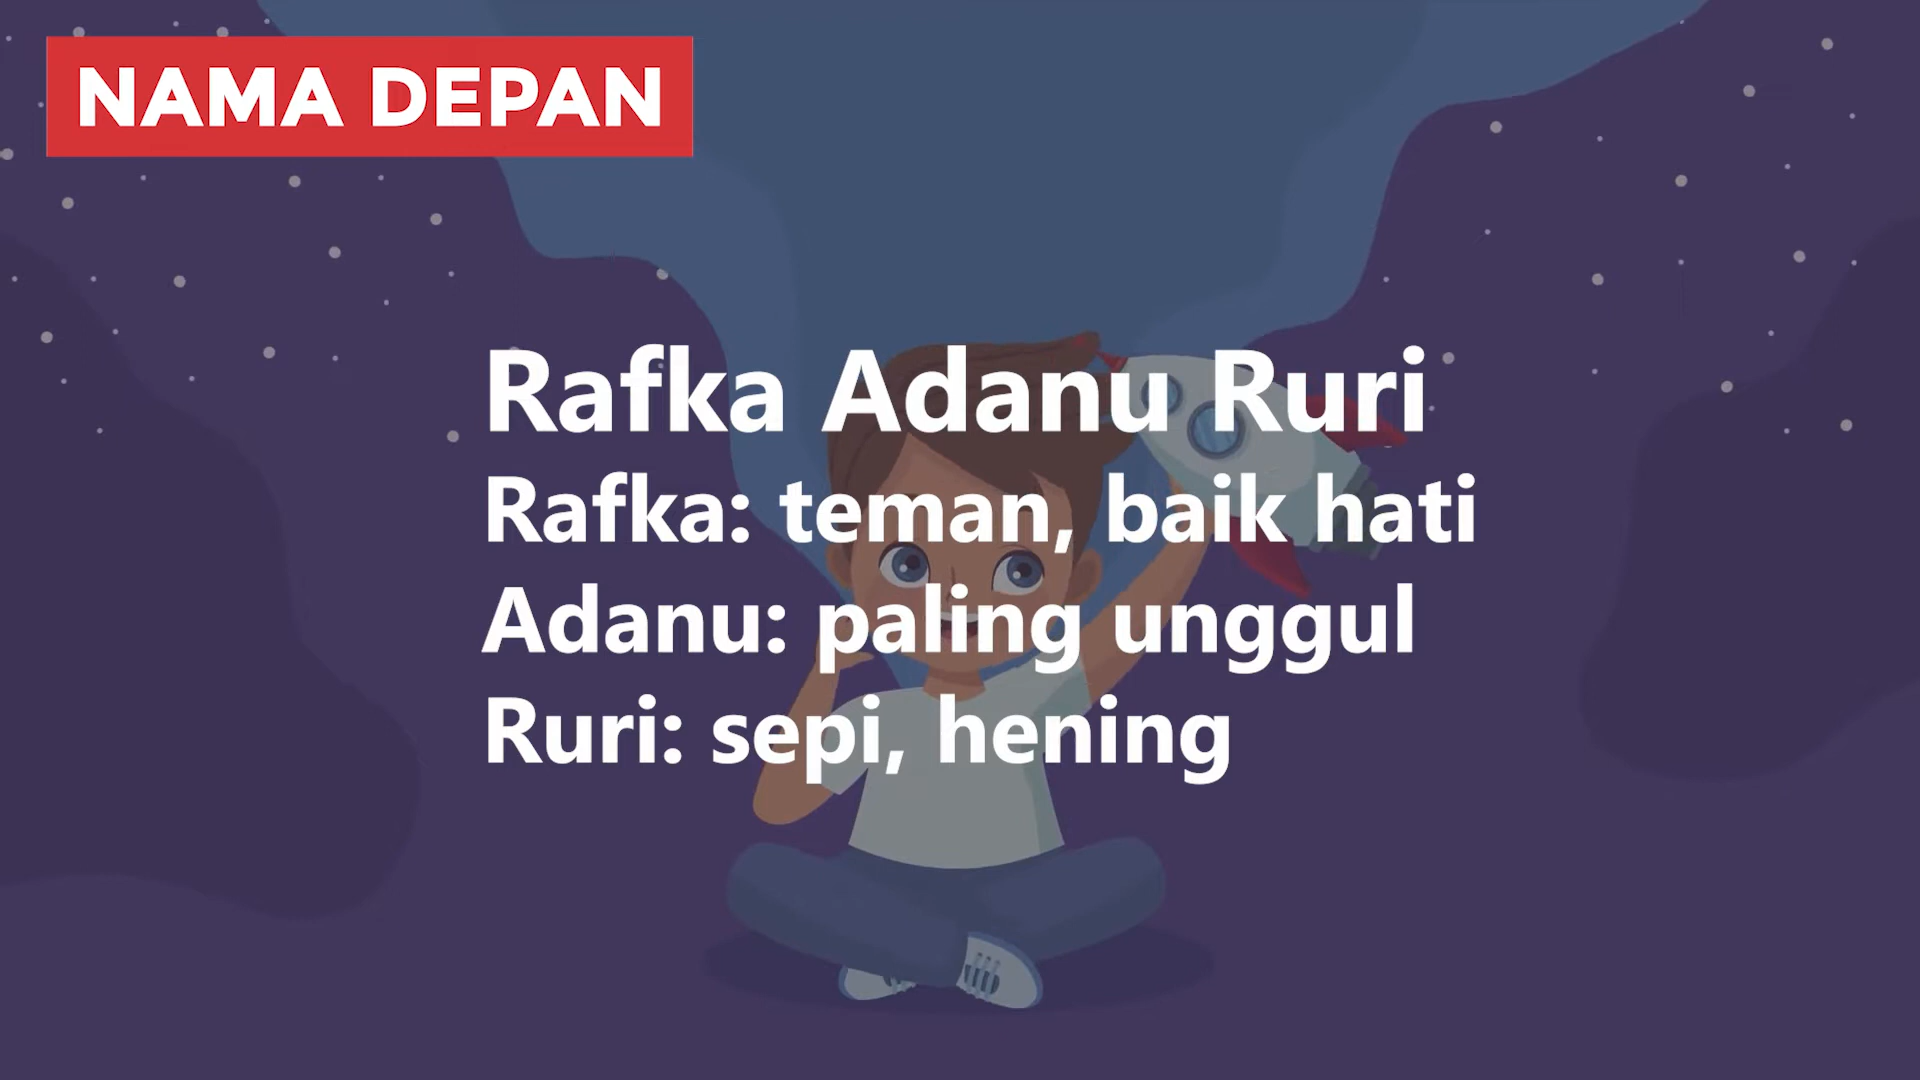 NAMA DEPAN
Rafka Adanu Ruri
Rafka: teman, baik hati
Adanu: paling unggul
Ruri: sepi, hening